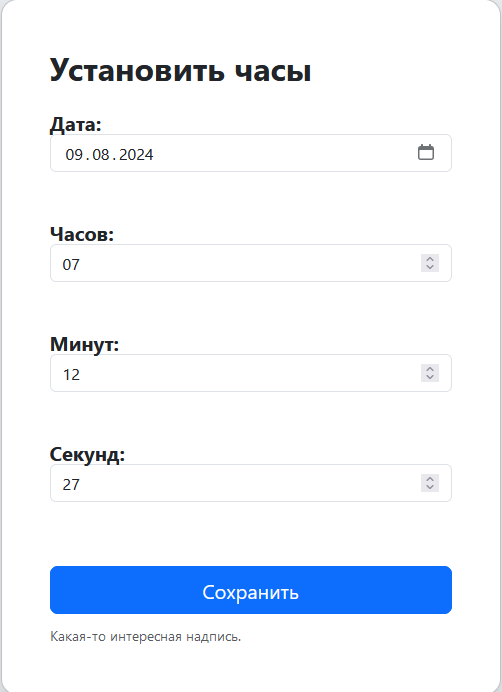 Установить часы
Дата:
09.08.2024
Часов:
07
Минут:
12
Секунд:
27
Сохранить
Какая-то интересная надпись.